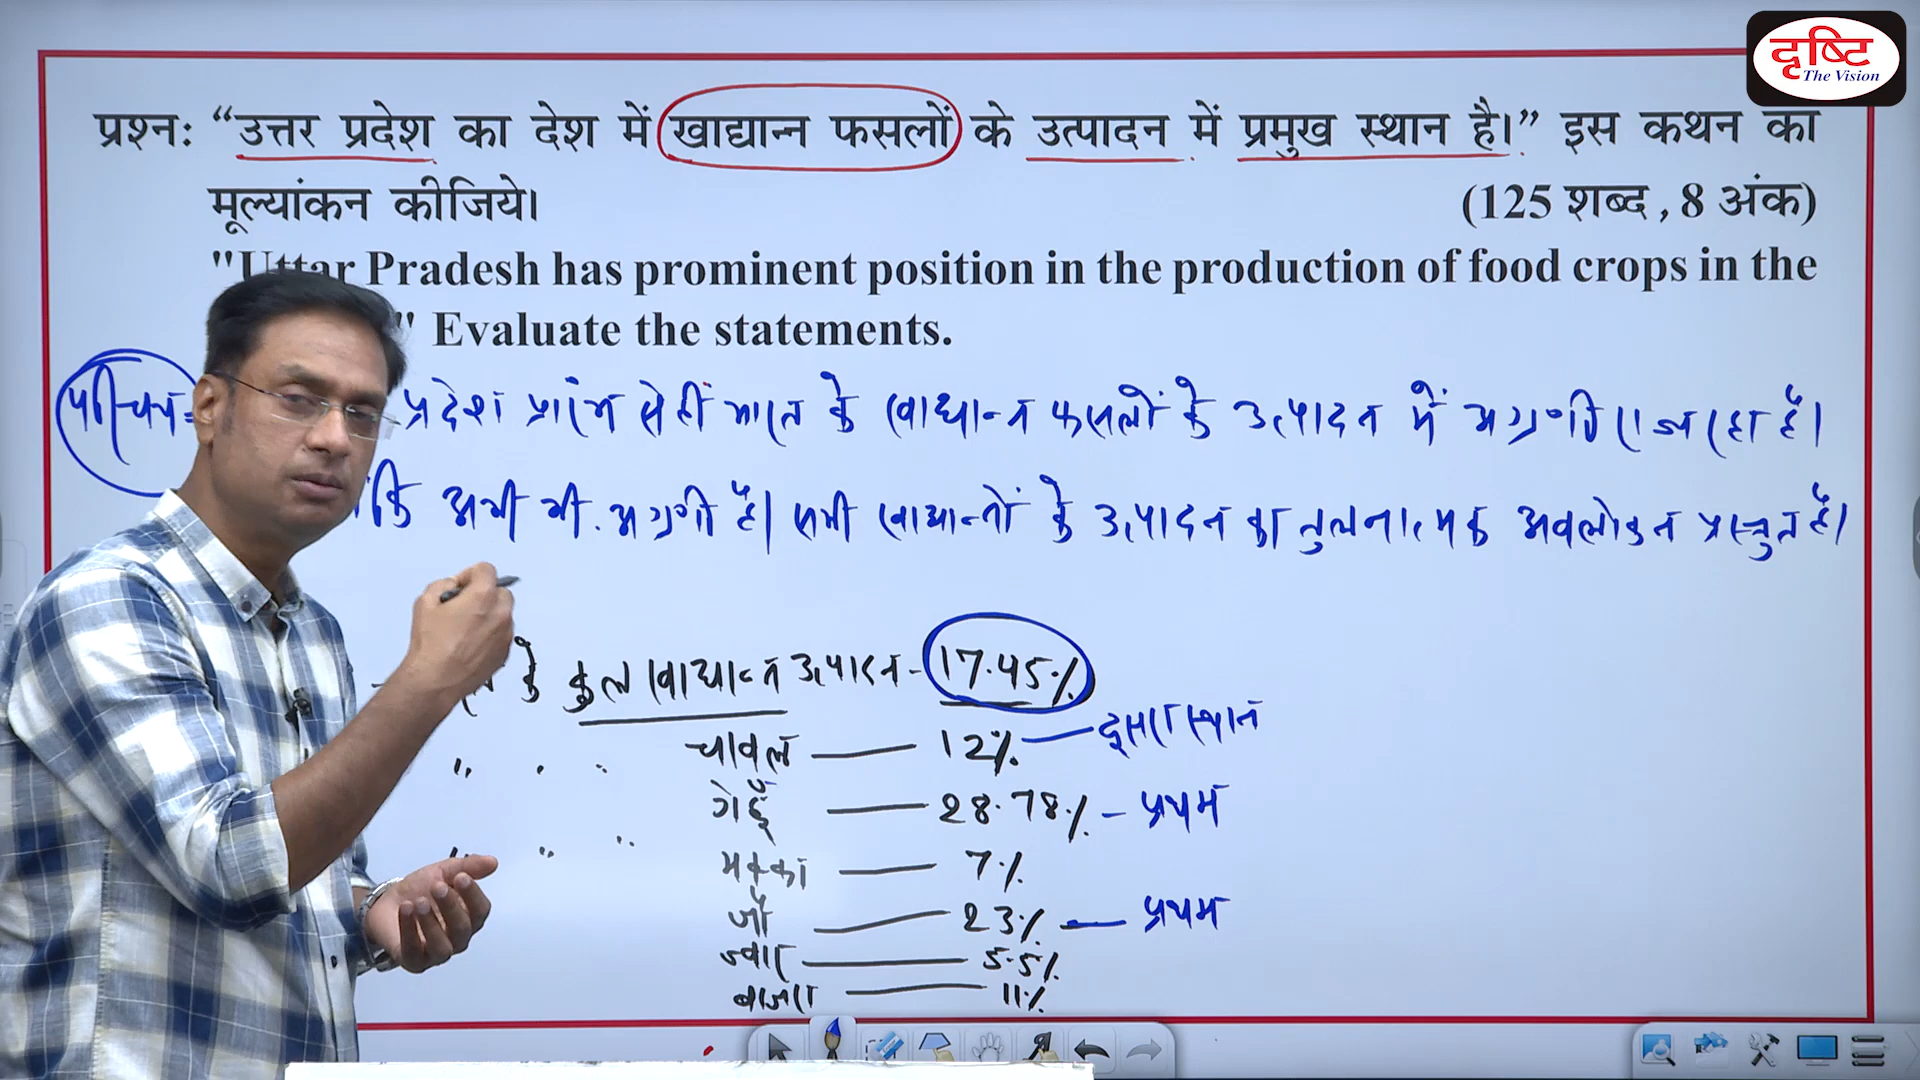 दृष्टि
The Vision
प्रश्न: “उत्तर प्रदेश का देश में खाद्यान्न फसलों के उत्पादन में प्रमुख स्थान है।” इस कथन का
मूल्यांकन कीजिये। (125 शब्द, 8 अंक)
"Uttar Pradesh has prominent position in the production of food crops in the
" Evaluate the statements.
परिचय= प्रदेश प्रारंभ से ही भारत के खाद्यान्न फसलों के उत्पादन में अग्रणी राज्य रहा है।
कि अभी भी अग्रणी है। सभी खाद्यान्नों के उत्पादन का तुलनात्मक अवलोकन प्रस्तुत है।
के कुल खाद्यान्न उत्पादन - 17.45%
" " " चावल — 12% — दूसरा स्थान
गेहूँ — 28.78% - प्रथम
" " " मक्का — 7%
जौ — 23% — प्रथम
ज्वार — 5.5%
बाजरा — 11%